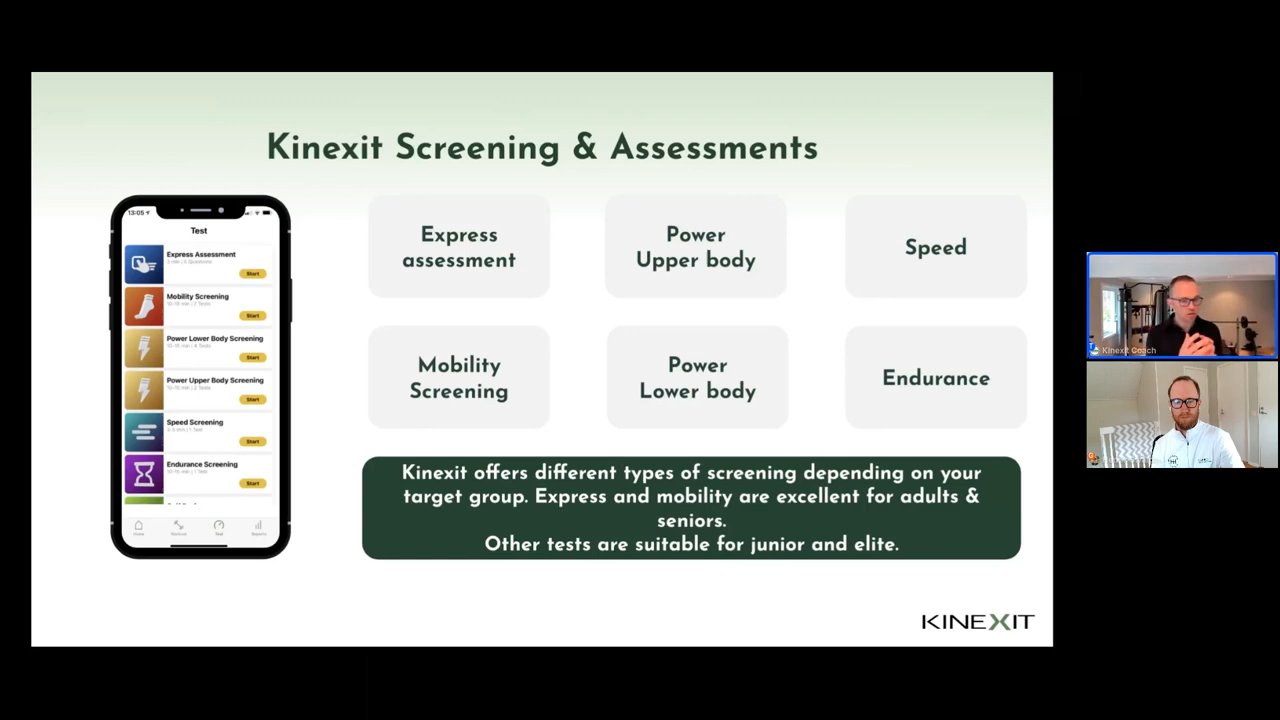 Kinexit Screening & Assessments
13:05
Test
Express Assessment
Start
Mobility Screening
Start
Power Lower Body Screening
Start
Power Upper Body Screening
Start
Speed Screening
Start
Endurance Screening
Start
Home
Test
Express
assessment
Power
Upper body
Speed
Mobility
Screening
Power
Lower body
Endurance
Kinexit offers different types of screening depending on your
target group. Express and mobility are excellent for adults &
seniors.
Other tests are suitable for junior and elite.
KINEXIT
Kinexit Coach